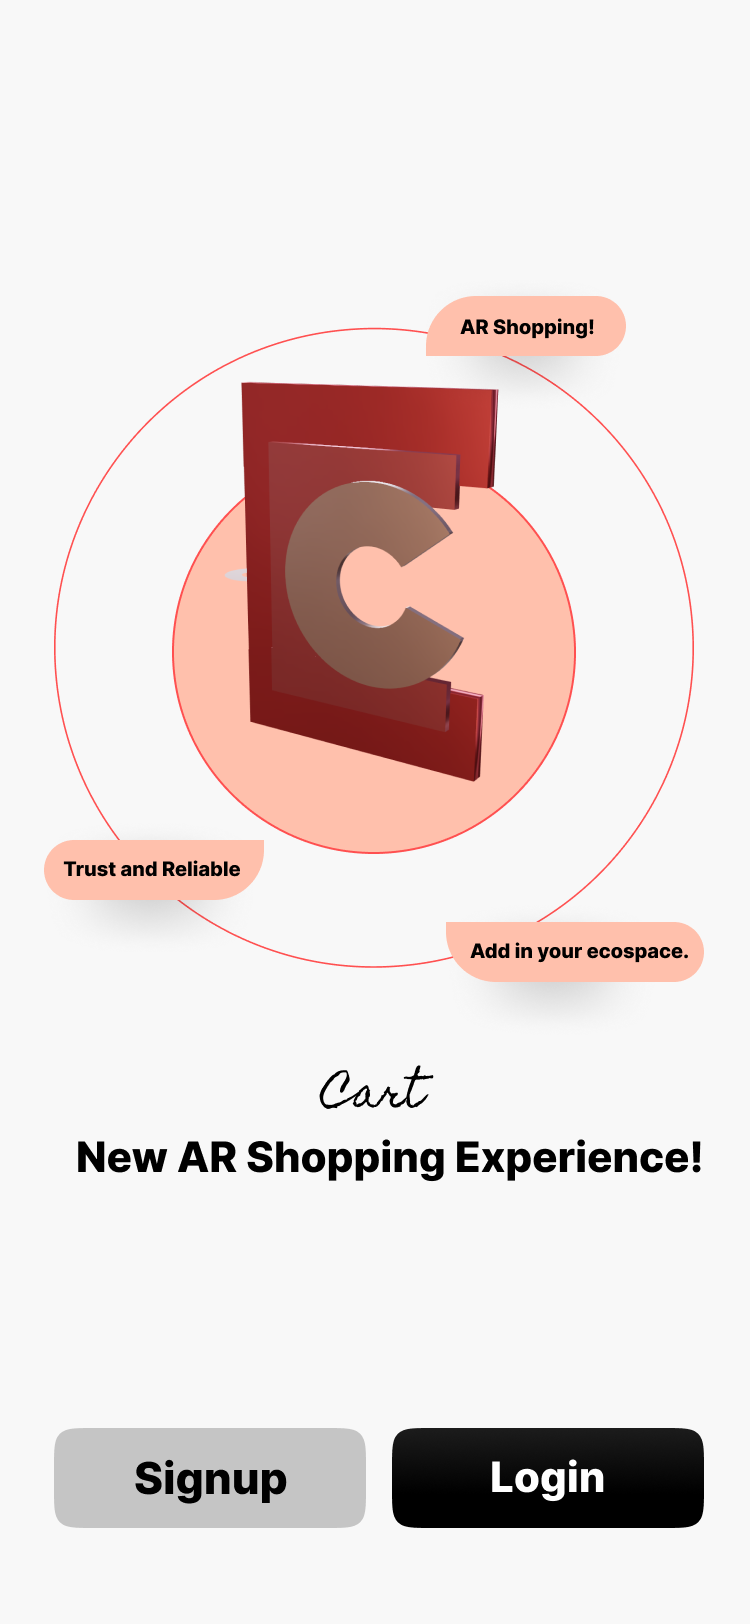 AR Shopping!
Trust and Reliable
Add in your ecospace.
Cart
New AR Shopping Experience!
Signup
Login